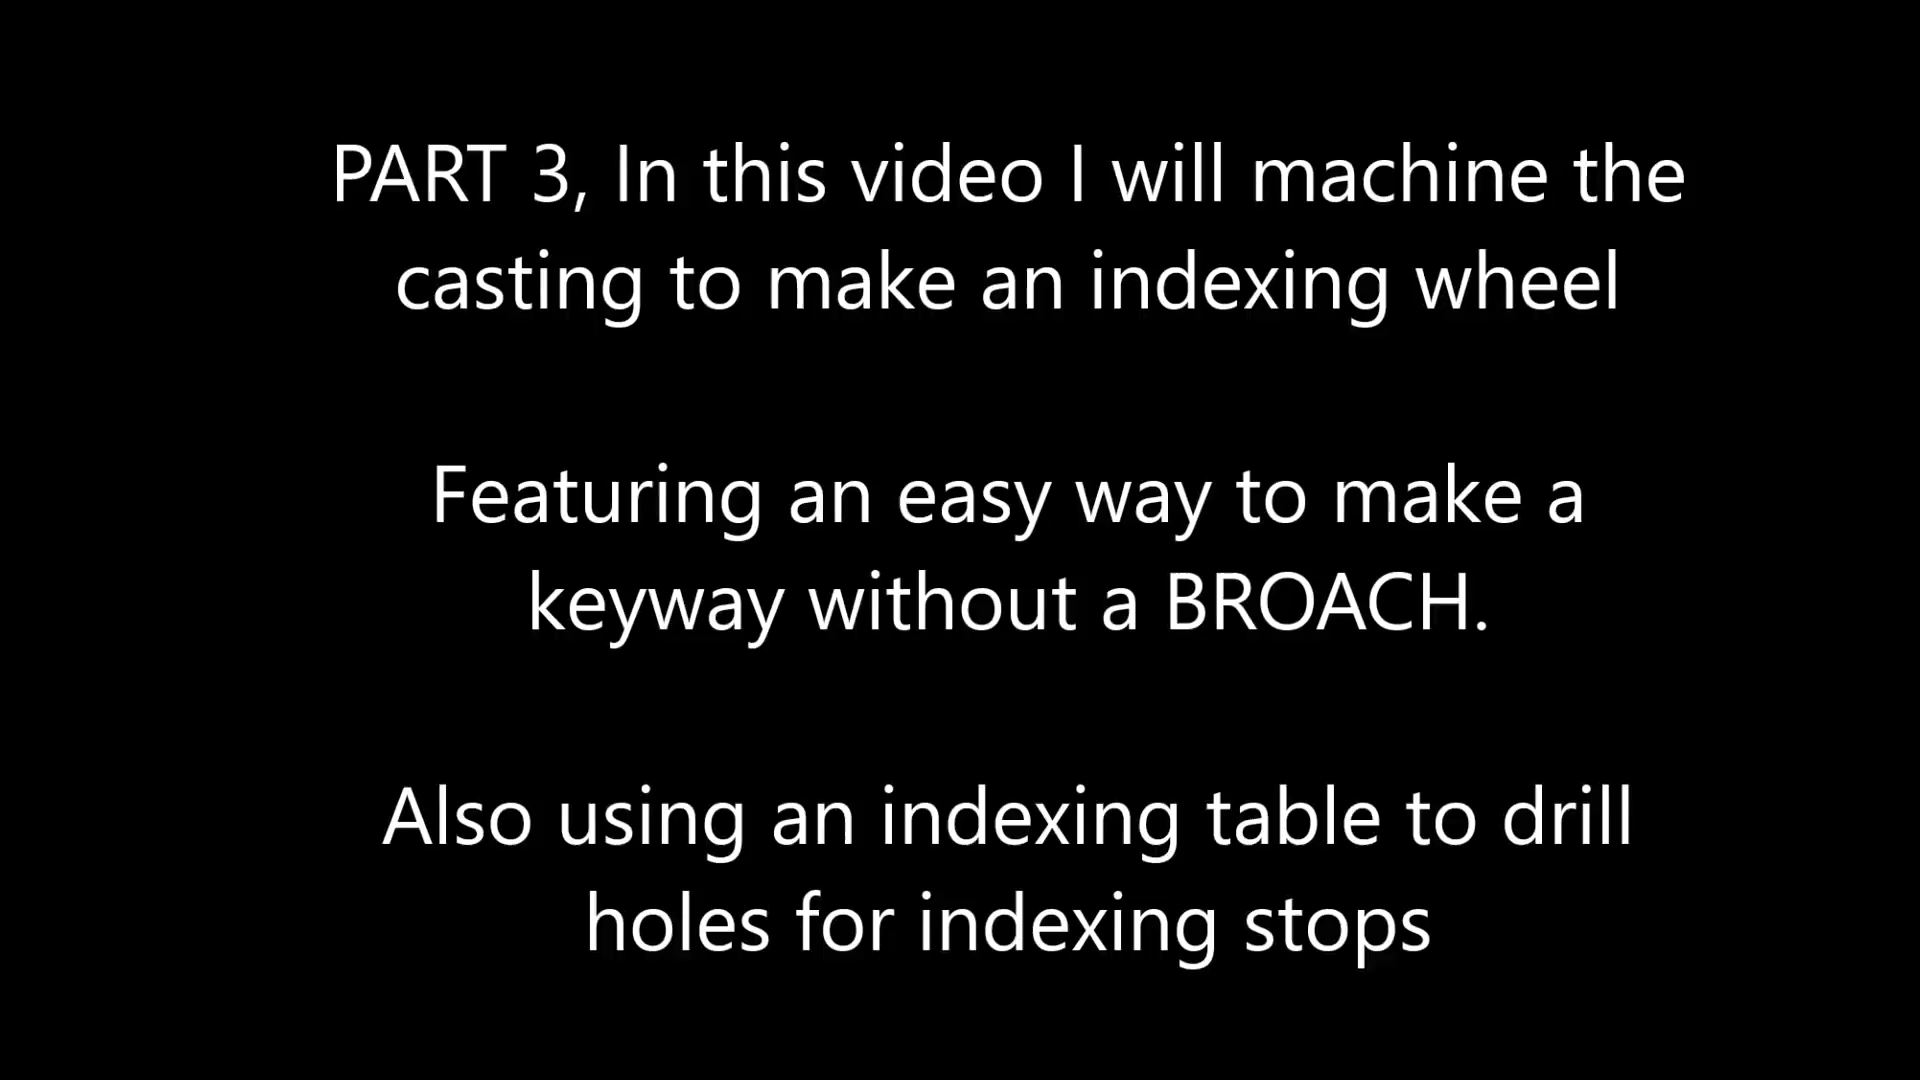 PART 3, In this video I will machine the
casting to make an indexing wheel
Featuring an easy way to make a
keyway without a BROACH.
Also using an indexing table to drill
holes for indexing stops